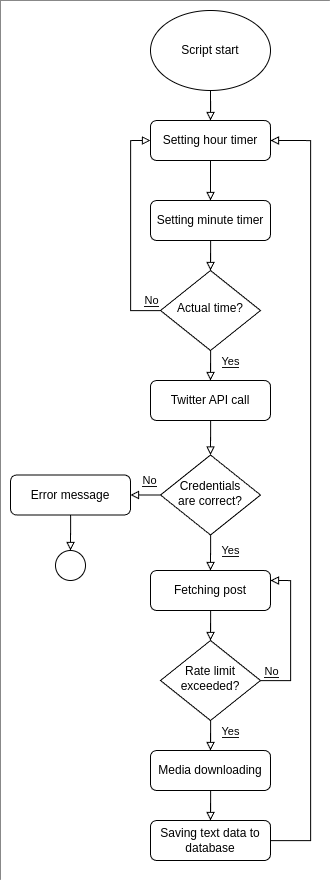 Script start
Setting hour timer
Setting minute timer
No
Actual time?
Yes
Twitter API call
Credentials
are correct?
No
Error message
Yes
Fetching post
Rate limit
exceeded?
No
Yes
Media downloading
Saving text data to
database